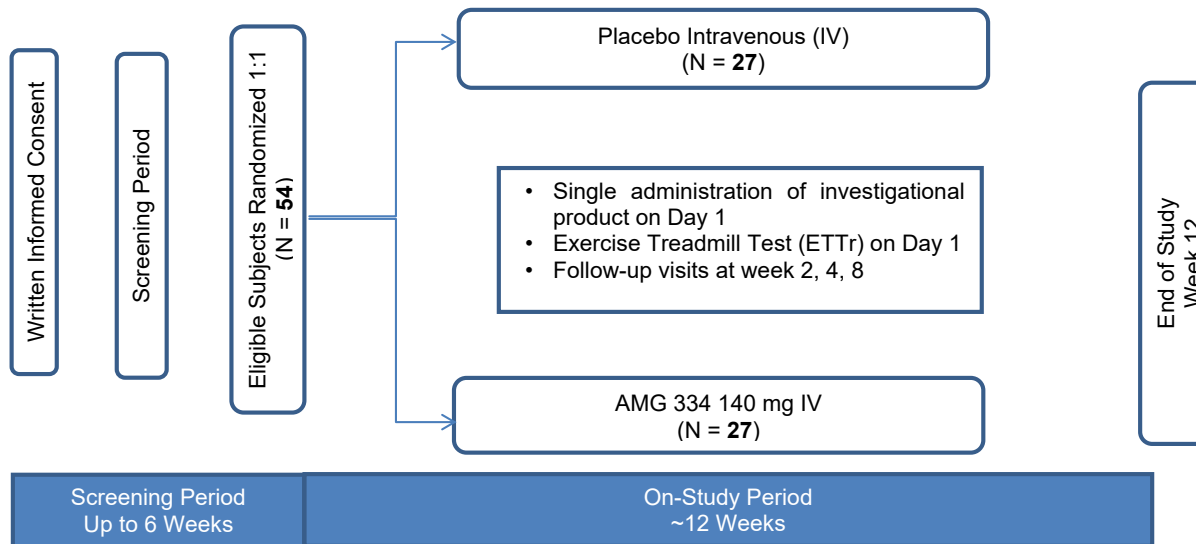 Written Informed Consent
Screening Period
Eligible Subjects Randomized 1:1
(N = 54)
Placebo Intravenous (IV)
(N = 27)
• Single administration of investigational
product on Day 1
• Exercise Treadmill Test (ETTr) on Day 1
• Follow-up visits at week 2, 4, 8
AMG 334 140 mg IV
(N = 27)
End of Study
Week 12
Screening Period
Up to 6 Weeks
On-Study Period
~12 Weeks